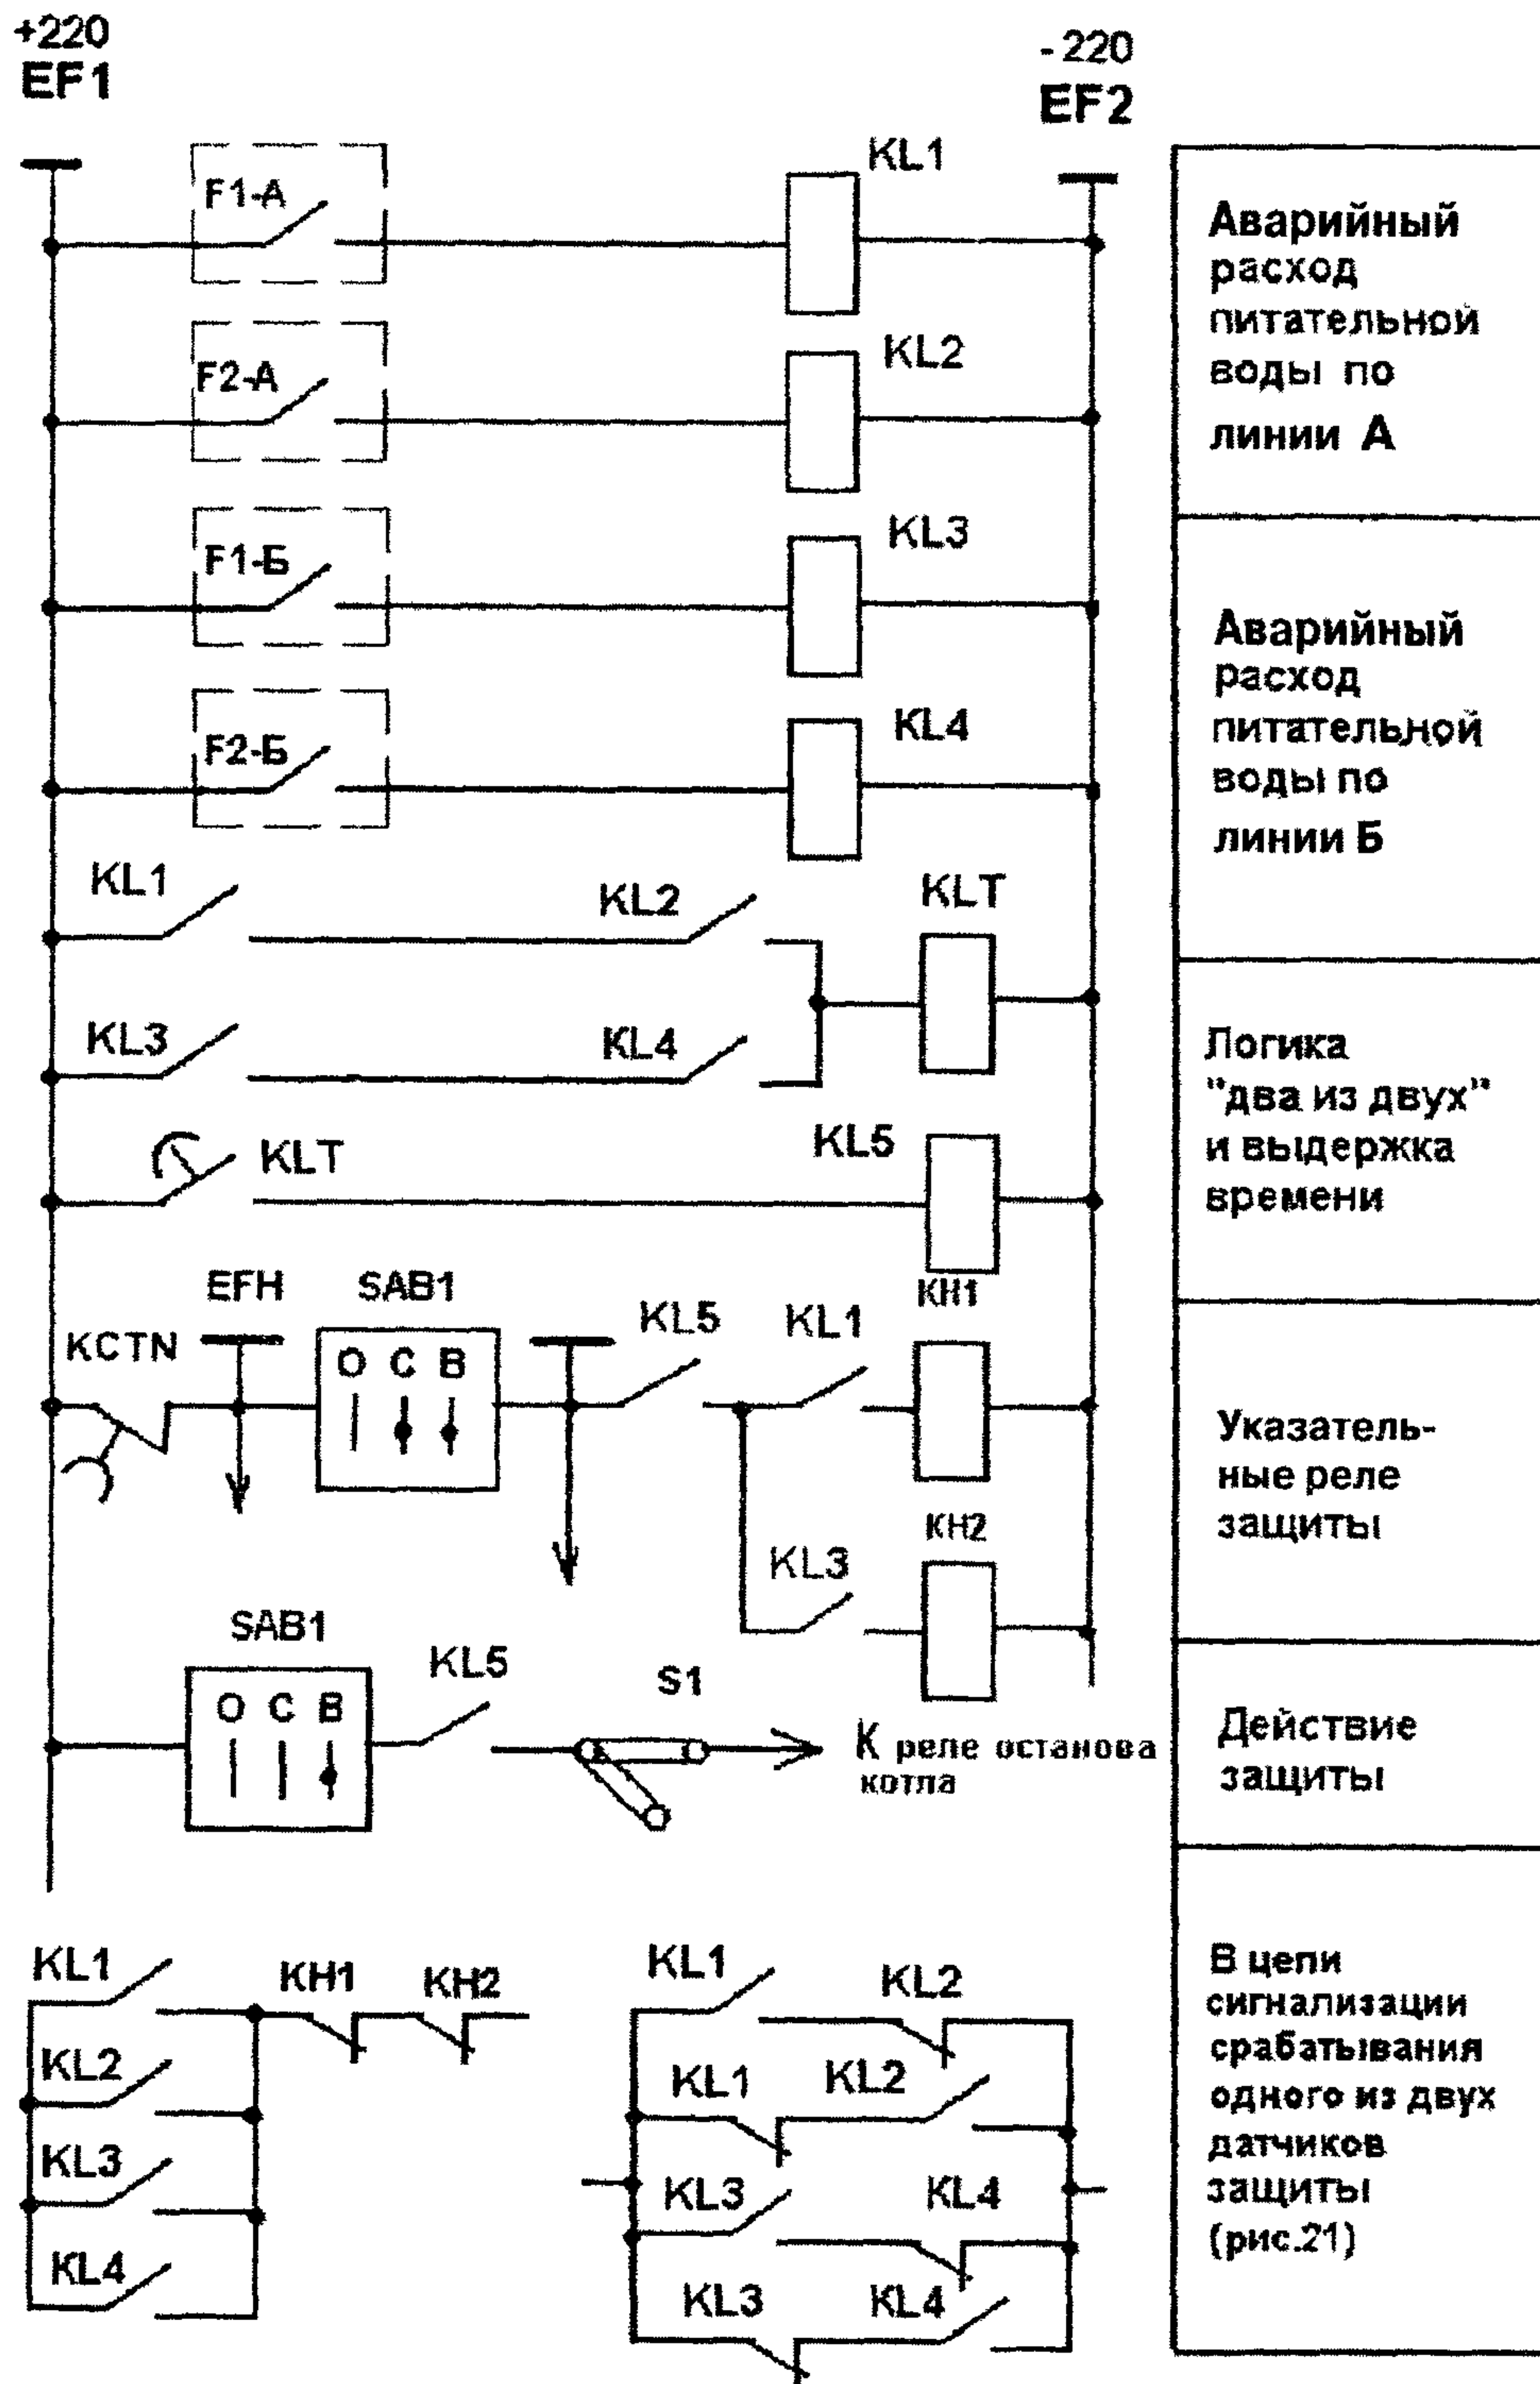 +220
EF1
-220
EF2
F1-А
KL1
F2-А
KL2
F1-Б
KL3
F2-Б
KL4
Аварийный
расход
питательной
воды по
линии А
Аварийный
расход
питательной
воды по
линии Б
KL1
KL2
KLT
KL3
KL4
KLT
KL5
Логика
"два из двух"
и выдержка
времени
KCTN
EFH
SAB1
О С В
KL5
KL1
KH1
KL3
KH2
Указатель-
ные реле
защиты
SAB1
О С В
KL5
S1
К реле останова
котла
Действие
защиты
KL1
KH1
KH2
KL2
KL3
KL4
KL1
KL2
KL1
KL2
KL3
KL4
KL3
KL4
В цепи
сигнализации
срабатывания
одного из двух
датчиков
защиты
(рис.21)